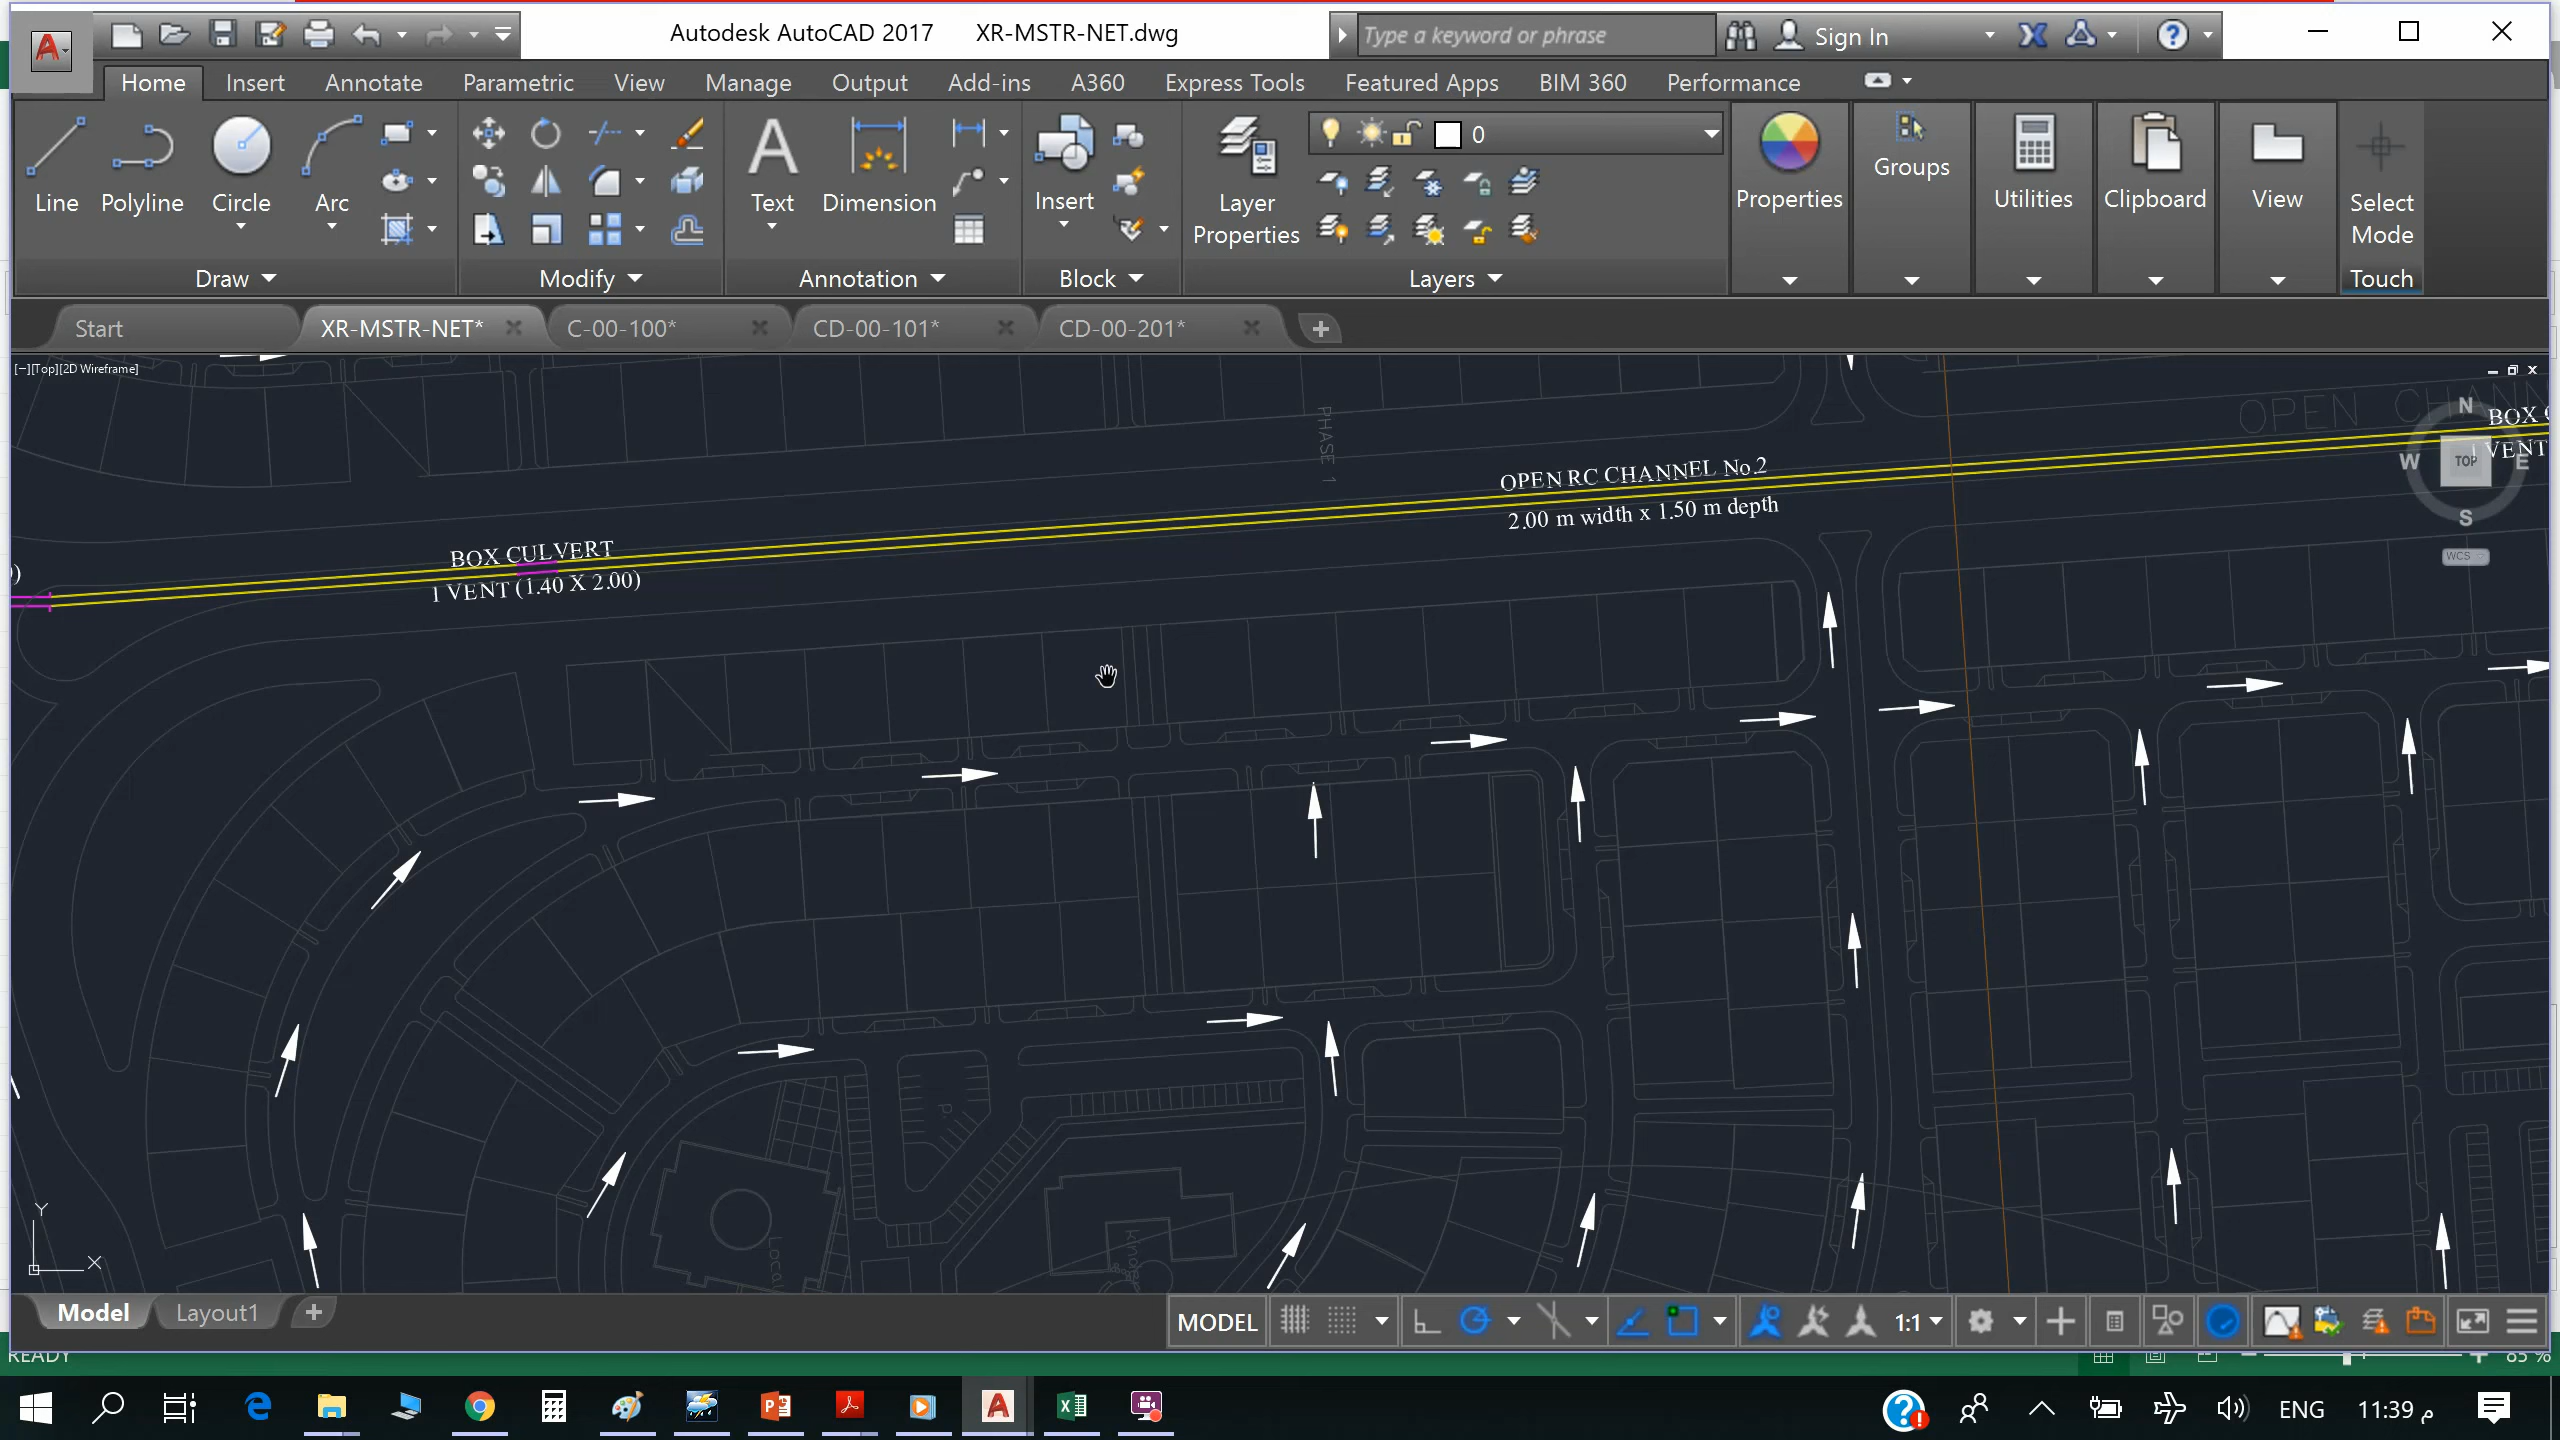 Autodesk AutoCAD 2017 XR-MSTR-NET.dwg
Type a keyword or phrase
Sign In
Home Insert Annotate Parametric View Manage Output Add-ins A360 Express Tools Featured Apps BIM 360 Performance
Line Polyline Circle Arc
Draw
Modify
Text Dimension
Annotation
Insert
Block
Layer
Properties
0
Layers
Properties
Groups
Utilities
Clipboard
View
Select
Mode
Touch
Start XR-MSTR-NET* C-00-100* CD-00-101* CD-00-201*
[−][Top][2D Wireframe]
N
W TOP E
S
WCS
OPEN
BOX
VENT
PHASE 1
OPEN RC CHANNEL No.2
2.00 m width x 1.50 m depth
BOX CULVERT
1 VENT (1.40 X 2.00)
P
Local
Y
X
Model Layout1
MODEL
1:1
READY
85 %
ENG
11:39 م